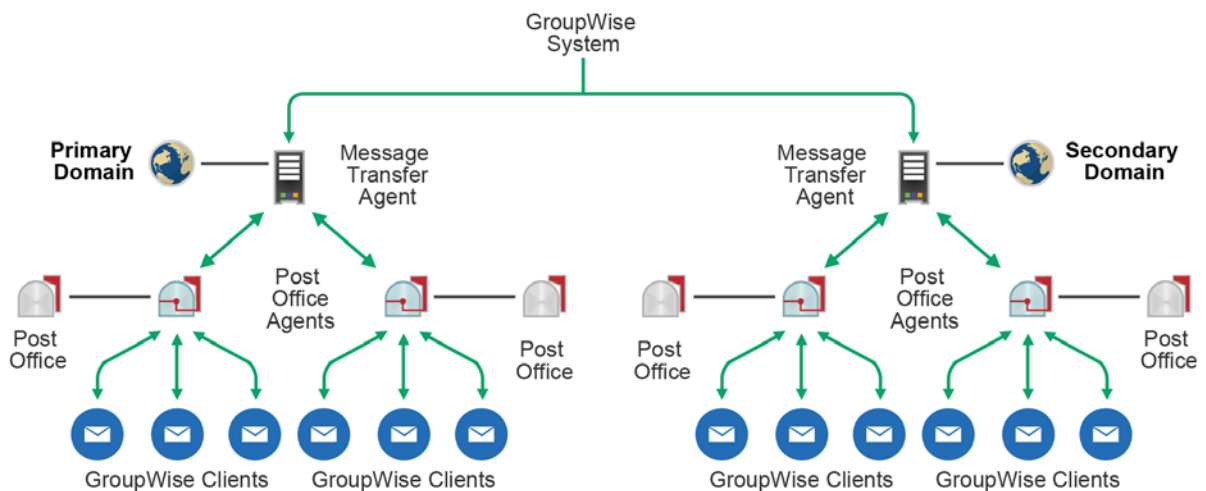 GroupWise
System
Primary
Domain
Message
Transfer
Agent
Message
Transfer
Agent
Secondary
Domain
Post
Office
Post
Office
Agents
Post
Office
Post
Office
Post
Office
Agents
Post
Office
GroupWise Clients
GroupWise Clients
GroupWise Clients
GroupWise Clients